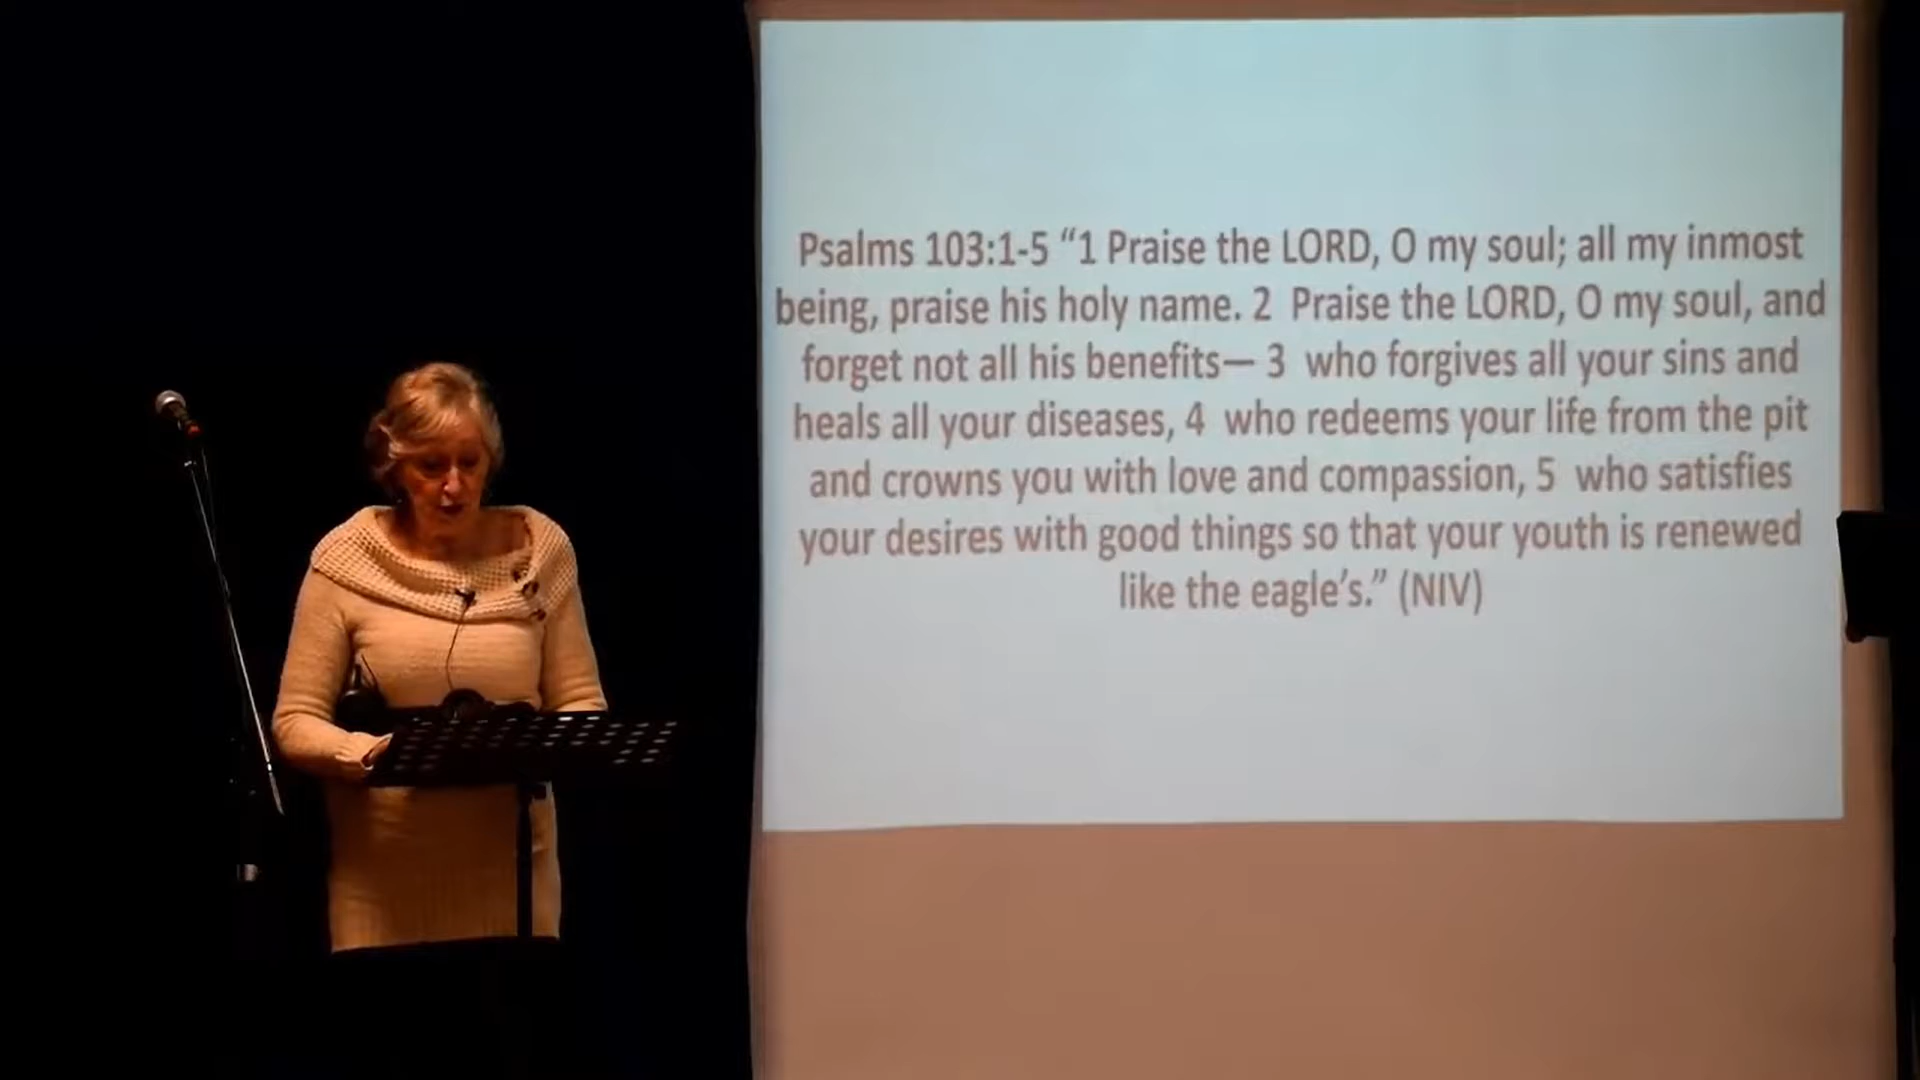 Psalms 103:1-5 “1 Praise the LORD, O my soul; all my inmost
being, praise his holy name. 2 Praise the LORD, O my soul, and
forget not all his benefits— 3 who forgives all your sins and
heals all your diseases, 4 who redeems your life from the pit
and crowns you with love and compassion, 5 who satisfies
your desires with good things so that your youth is renewed
like the eagle’s.” (NIV)